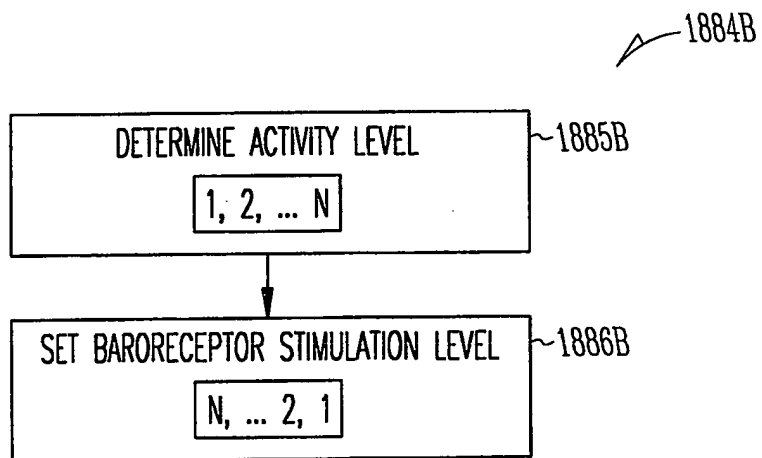 1884B
DETERMINE ACTIVITY LEVEL
1885B
1, 2, ... N
SET BARORECEPTOR STIMULATION LEVEL
1886B
N, ... 2, 1